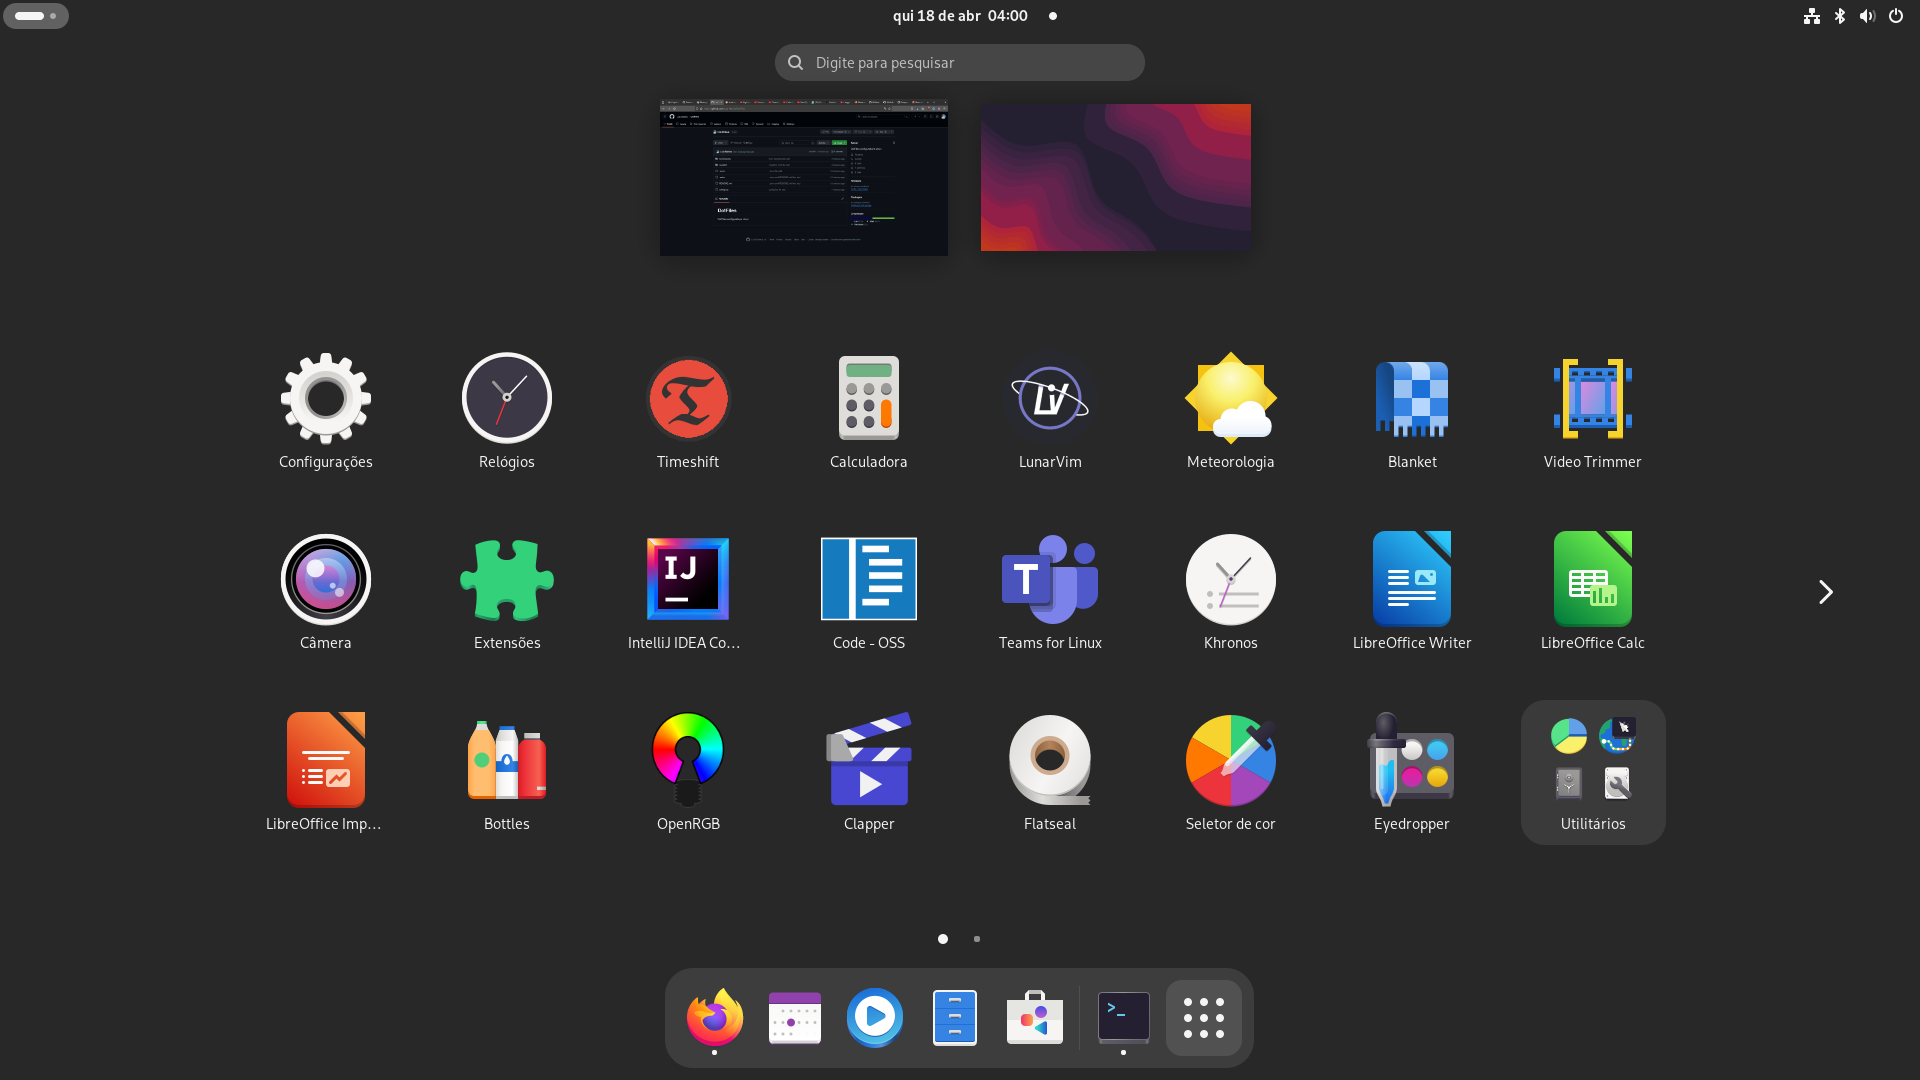 qui 18 de abr 04:00
Digite para pesquisar
DotFiles
Configurações
Relógios
Timeshift
Calculadora
LunarVim
Meteorologia
Blanket
Video Trimmer
Câmera
Extensões
IntelliJ IDEA Co…
Code - OSS
Teams for Linux
Khronos
LibreOffice Writer
LibreOffice Calc
LibreOffice Imp…
Bottles
OpenRGB
Clapper
Flatseal
Seletor de cor
Eyedropper
Utilitários